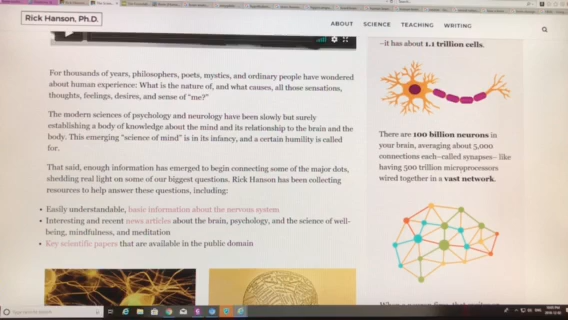 Rick Hanson, Ph.D.
ABOUT SCIENCE TEACHING WRITING
For thousands of years, philosophers, poets, mystics, and ordinary people have wondered
about human experience: What is the nature of, and what causes, all those sensations,
thoughts, feelings, desires, and sense of "me?"
The modern sciences of psychology and neurology have been slowly but surely
establishing a body of knowledge about the mind and its relationship to the brain and the
body. This emerging "science of mind" is in its infancy, and a certain humility is called
for.
That said, enough information has emerged to begin connecting some of the major dots,
shedding real light on some of our biggest questions. Rick Hanson has been collecting
resources to help answer these questions, including:
• Easily understandable, basic information about the nervous system
• Interesting and recent news articles about the brain, psychology, and the science of well-
being, mindfulness, and meditation
• Key scientific papers that are available in the public domain
—it has about 1.1 trillion cells.
There are 100 billion neurons in
your brain, averaging about 5,000
connections each–called synapses– like
having 500 trillion microprocessors
wired together in a vast network.